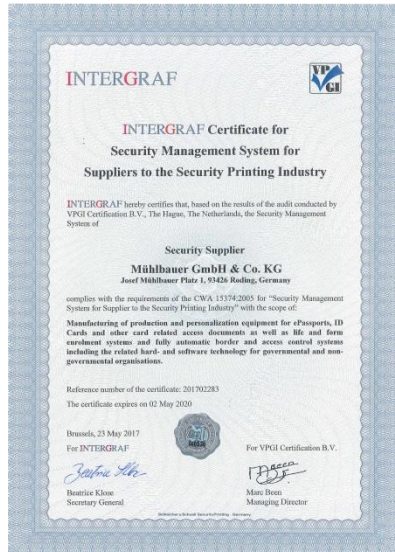 INTERGRAF
VP
GI
INTERGRAF Certificate for
Security Management System for
Suppliers to the Security Printing Industry
INTERGRAF hereby certifies that, based on the results of the audit conducted by
VPGI Certification B.V., The Hague, The Netherlands, the Security Management
System of
Security Supplier
Mühlbauer GmbH & Co. KG
Josef Mühlbauer Platz 1, 93426 Roding, Germany
complies with the requirements of the CWA 15374:2005 for "Security Management
System for Supplier to the Security Printing Industry" with the scope of:
Manufacturing of production and personalization equipment for ePassports, ID
Cards and other card related access documents as well as life and form
enrolment systems and fully automatic border and access control systems
including the related hard- and software technology for governmental and non-
governmental organisations.
Reference number of the certificate: 201702283
The certificate expires on 02 May 2020
Brussels, 23 May 2017
For INTERGRAF
For VPGI Certification B.V.
Beatrice Klose
Marc Been
Secretary General
Managing Director